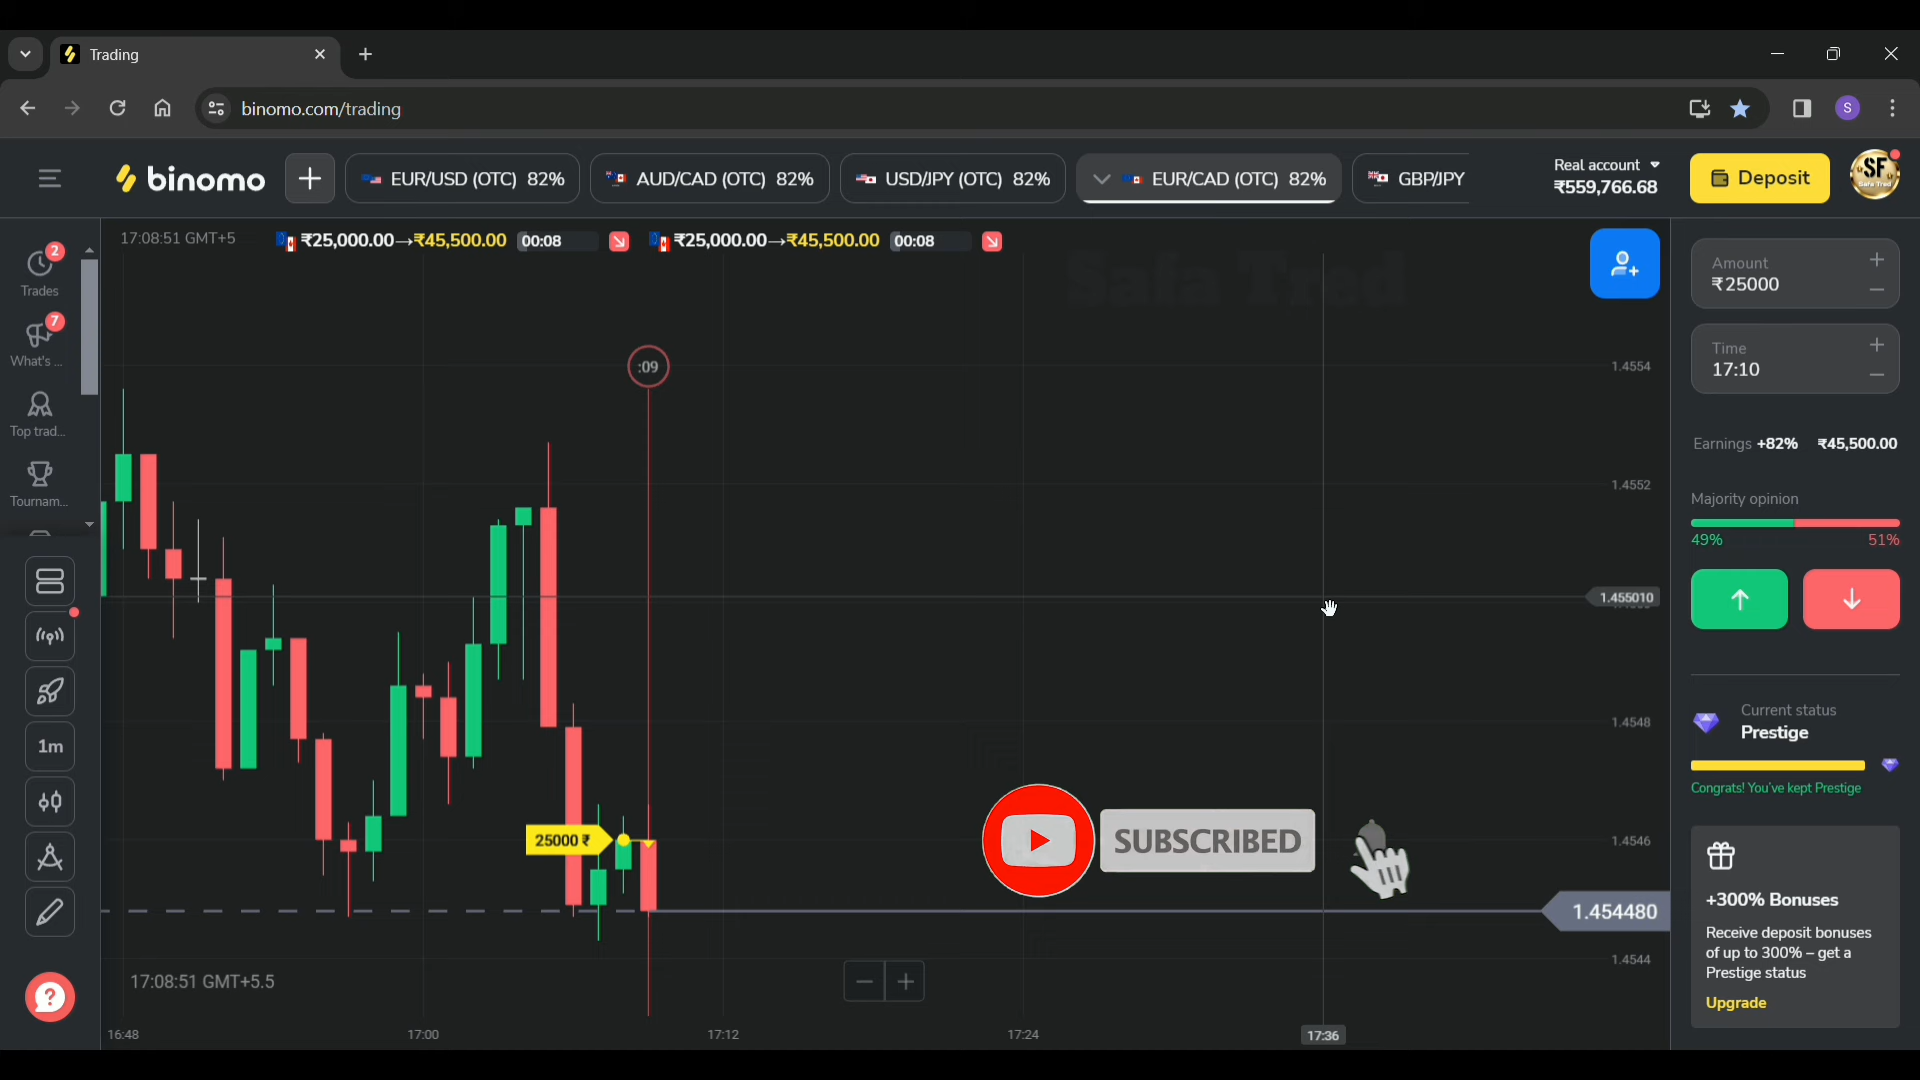 Trading
binomo.com/trading
binomo
EUR/USD (OTC) 82%
AUD/CAD (OTC) 82%
USD/JPY (OTC) 82%
EUR/CAD (OTC) 82%
GBP/JPY
Real account
₹559,766.68
Deposit
SF
S
17:08:51 GMT+5
₹25,000.00→₹45,500.00 00:08
₹25,000.00→₹45,500.00 00:08
Safa Tred
2
Trades
7
What's ...
Top trad...
Tournam...
1m
:09
1.4554
1.4552
1.455010
1.4548
1.4546
1.454480
1.4544
25000 ₹
SUBSCRIBED
17:08:51 GMT+5.5
16:48
17:00
17:12
17:24
17:36
Amount
₹25000
Time
17:10
Earnings +82% ₹45,500.00
Majority opinion
49% 51%
Current status
Prestige
Congrats! You've kept Prestige
+300% Bonuses
Receive deposit bonuses
of up to 300% – get a
Prestige status
Upgrade